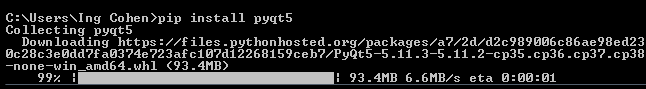 C:\Users\Ing Cohen>pip install pyqt5
Collecting pyqt5
Downloading https://files.pythonhosted.org/packages/a7/2d/d2c989006c86ae98ed23
0c28c3e0dd7fa0374e723afc107d12268159ceb7/PyQt5-5.11.3-5.11.2-cp35.cp36.cp37.cp38
-none-win_amd64.whl (93.4MB)
99% |                                | 93.4MB 6.6MB/s eta 0:00:01